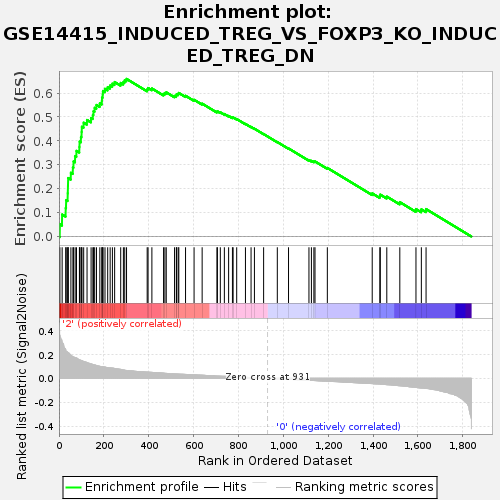 Enrichment plot:
GSE14415_INDUCED_TREG_VS_FOXP3_KO_INDUC
ED_TREG_DN
Enrichment score (ES)
0.6
0.5
0.4
0.3
0.2
0.1
0.0
'2' (positively correlated)
Ranked list metric (Signal2Noise)
0.4
0.2
0.0
-0.2
-0.4
Zero cross at 931
'0' (negatively correlated)
0 200 400 600 800 1,000 1,200 1,400 1,600 1,800
Rank in Ordered Dataset
Enrichment profile Hits Ranking metric scores